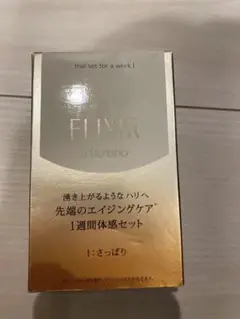 trial set for a week!
ELIXIR
SHISEIDO
湧き上がるような ハリへ
先端のエイジングケア*
1週間体感セット
I:さっぱり